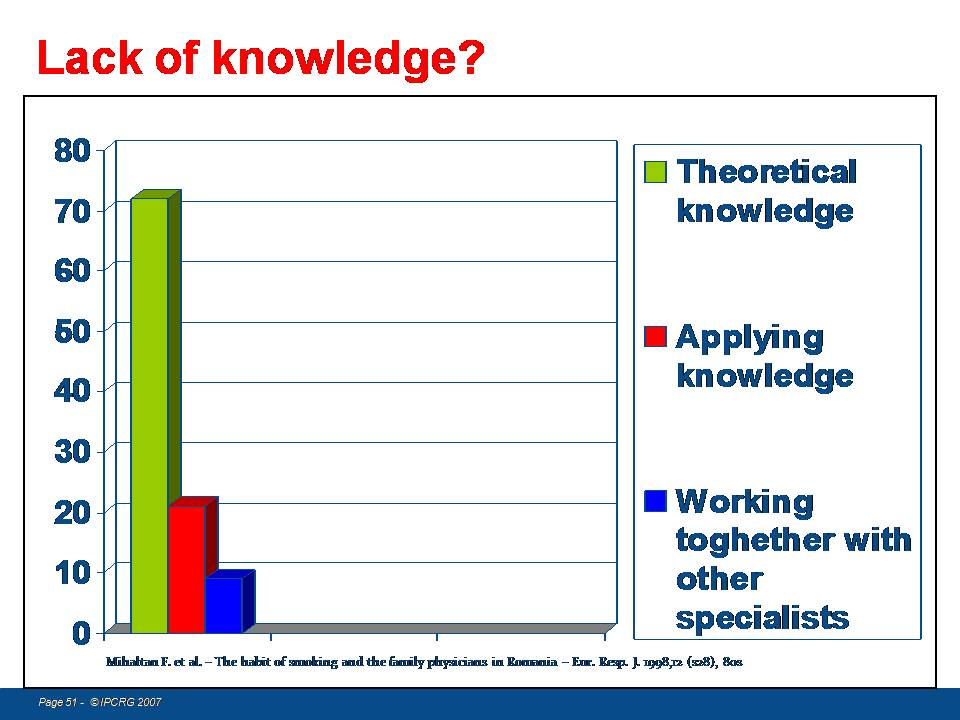 Lack of knowledge?
80
70
60
50
40
30
20
10
0
Theoretical
knowledge
Applying
knowledge
Working
toghether with
other
specialists
Mihaltan F. et al. – The habit of smoking and the family physicians in Romania – Eur. Resp. J. 1998,12 (s28), 80s
Page 51 - © IPCRG 2007